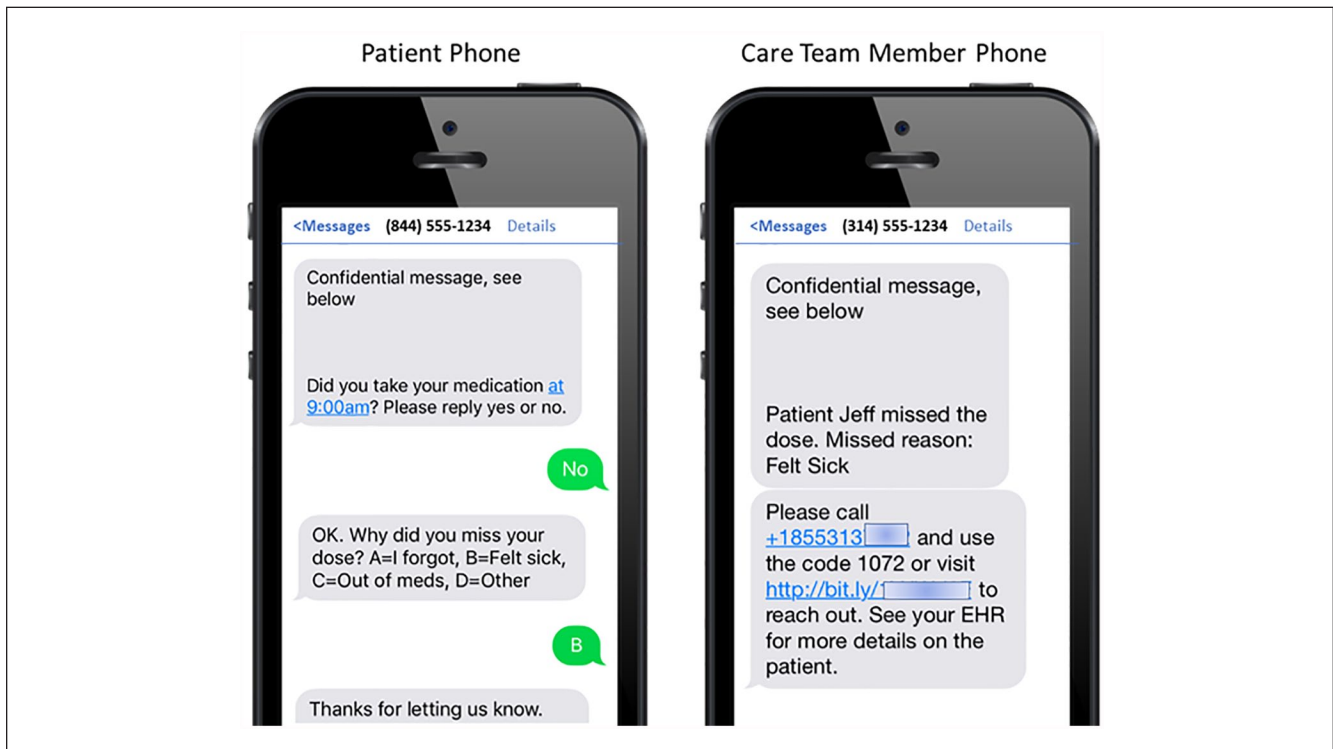 Patient Phone
<Messages (844) 555-1234 Details
Confidential message, see
below
Did you take your medication at
9:00am? Please reply yes or no.
No
OK. Why did you miss your
dose? A=I forgot, B=Felt sick,
C=Out of meds, D=Other
B
Thanks for letting us know.
Care Team Member Phone
<Messages (314) 555-1234 Details
Confidential message,
see below
Patient Jeff missed the
dose. Missed reason:
Felt Sick
Please call
+1855313 and use
the code 1072 or visit
http://bit.ly/ to
reach out. See your EHR
for more details on the
patient.